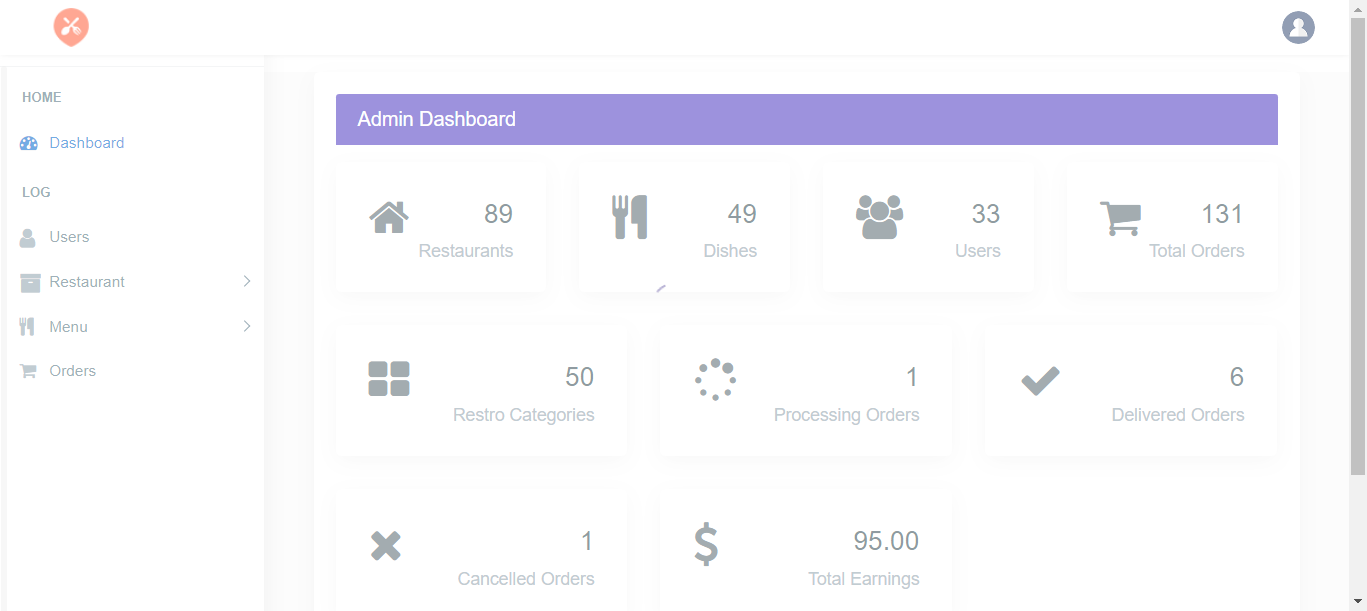 HOME
Dashboard
LOG
Users
Restaurant
Menu
Orders
Admin Dashboard
89
Restaurants
49
Dishes
33
Users
131
Total Orders
50
Restro Categories
1
Processing Orders
6
Delivered Orders
1
Cancelled Orders
95.00
Total Earnings